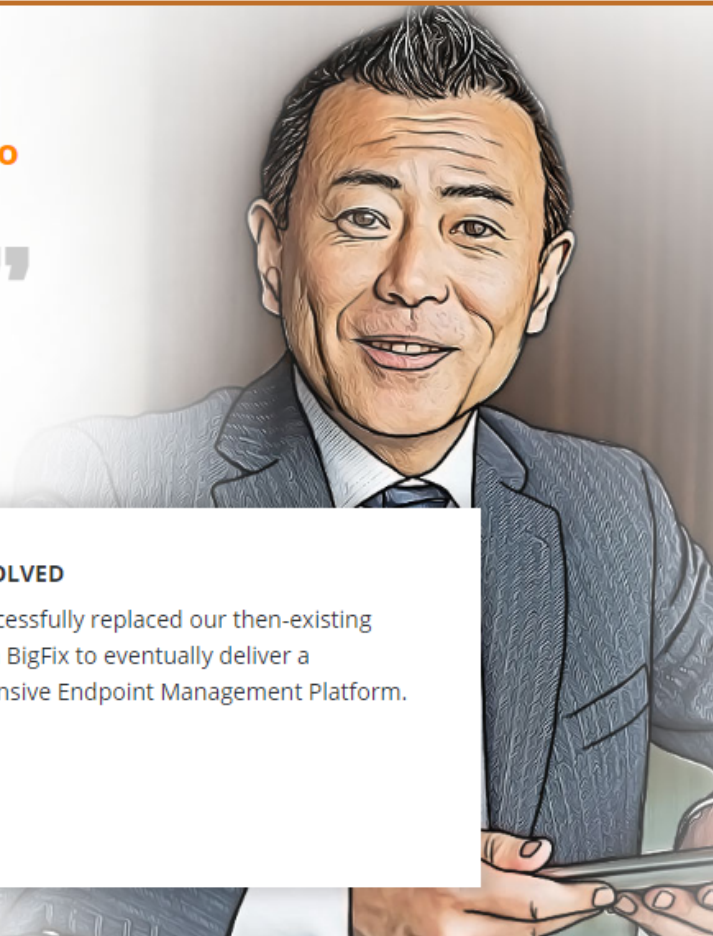 o
”
OLVED
cessfully replaced our then-existing
BigFix to eventually deliver a
nsive Endpoint Management Platform.